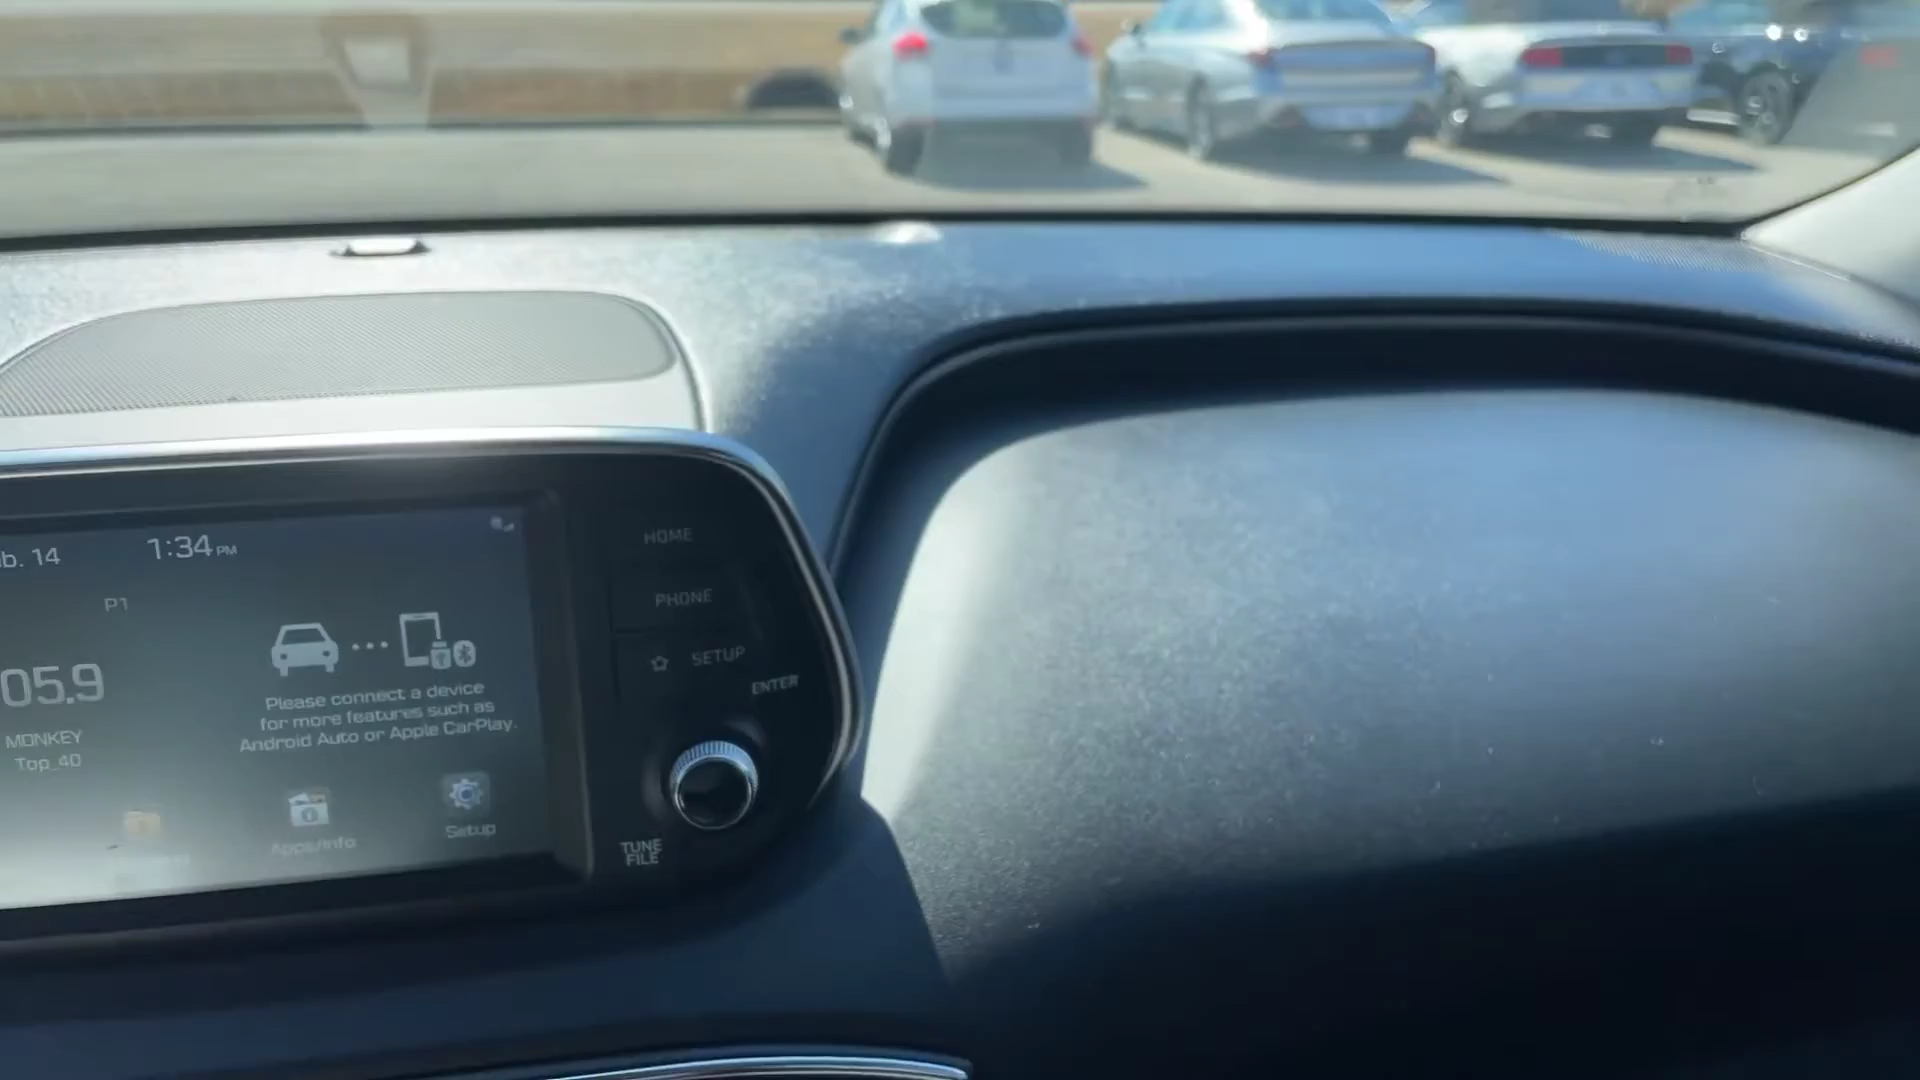 b. 14
1:34 PM
P1
05.9
MONKEY
Top_40
Please connect a device
for more features such as
Android Auto or Apple CarPlay.
Apps/Info
Setup
HOME
PHONE
SETUP
ENTER
TUNE
FILE